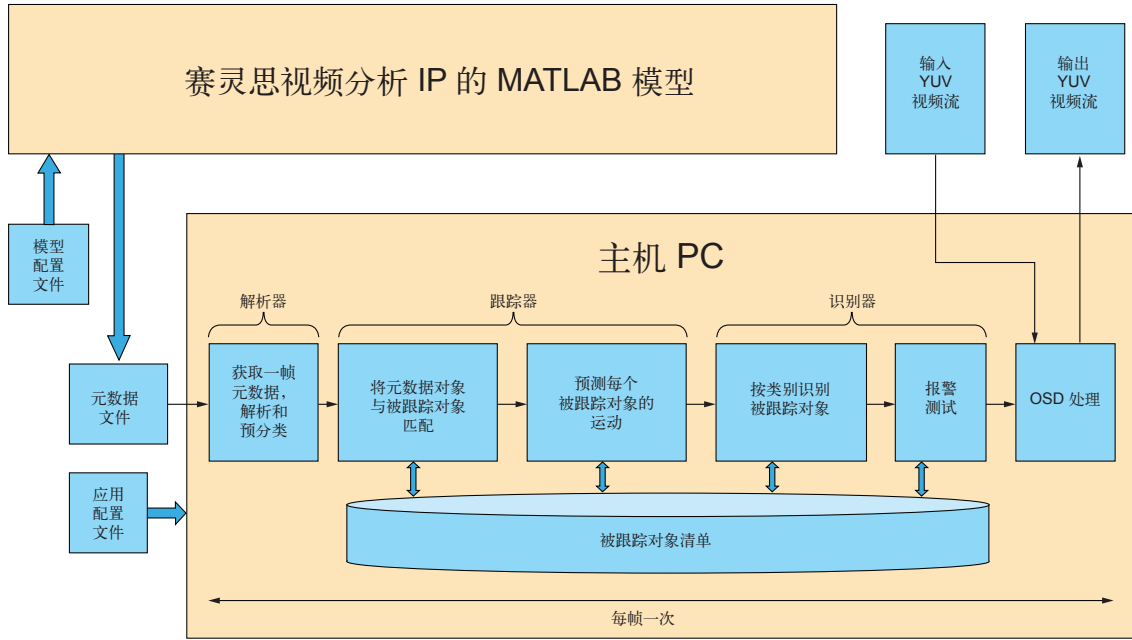 赛灵思视频分析 IP 的 MATLAB 模型
输入
YUV
视频流
输出
YUV
视频流
模型
配置
文件
主机 PC
解析器
跟踪器
识别器
元数据
文件
获取一帧
元数据，
解析和
预分类
将元数据对象
与被跟踪对象
匹配
预测每个
被跟踪对象的
运动
按类别识别
被跟踪对象
报警
测试
OSD 处理
应用
配置
文件
被跟踪对象清单
每帧一次